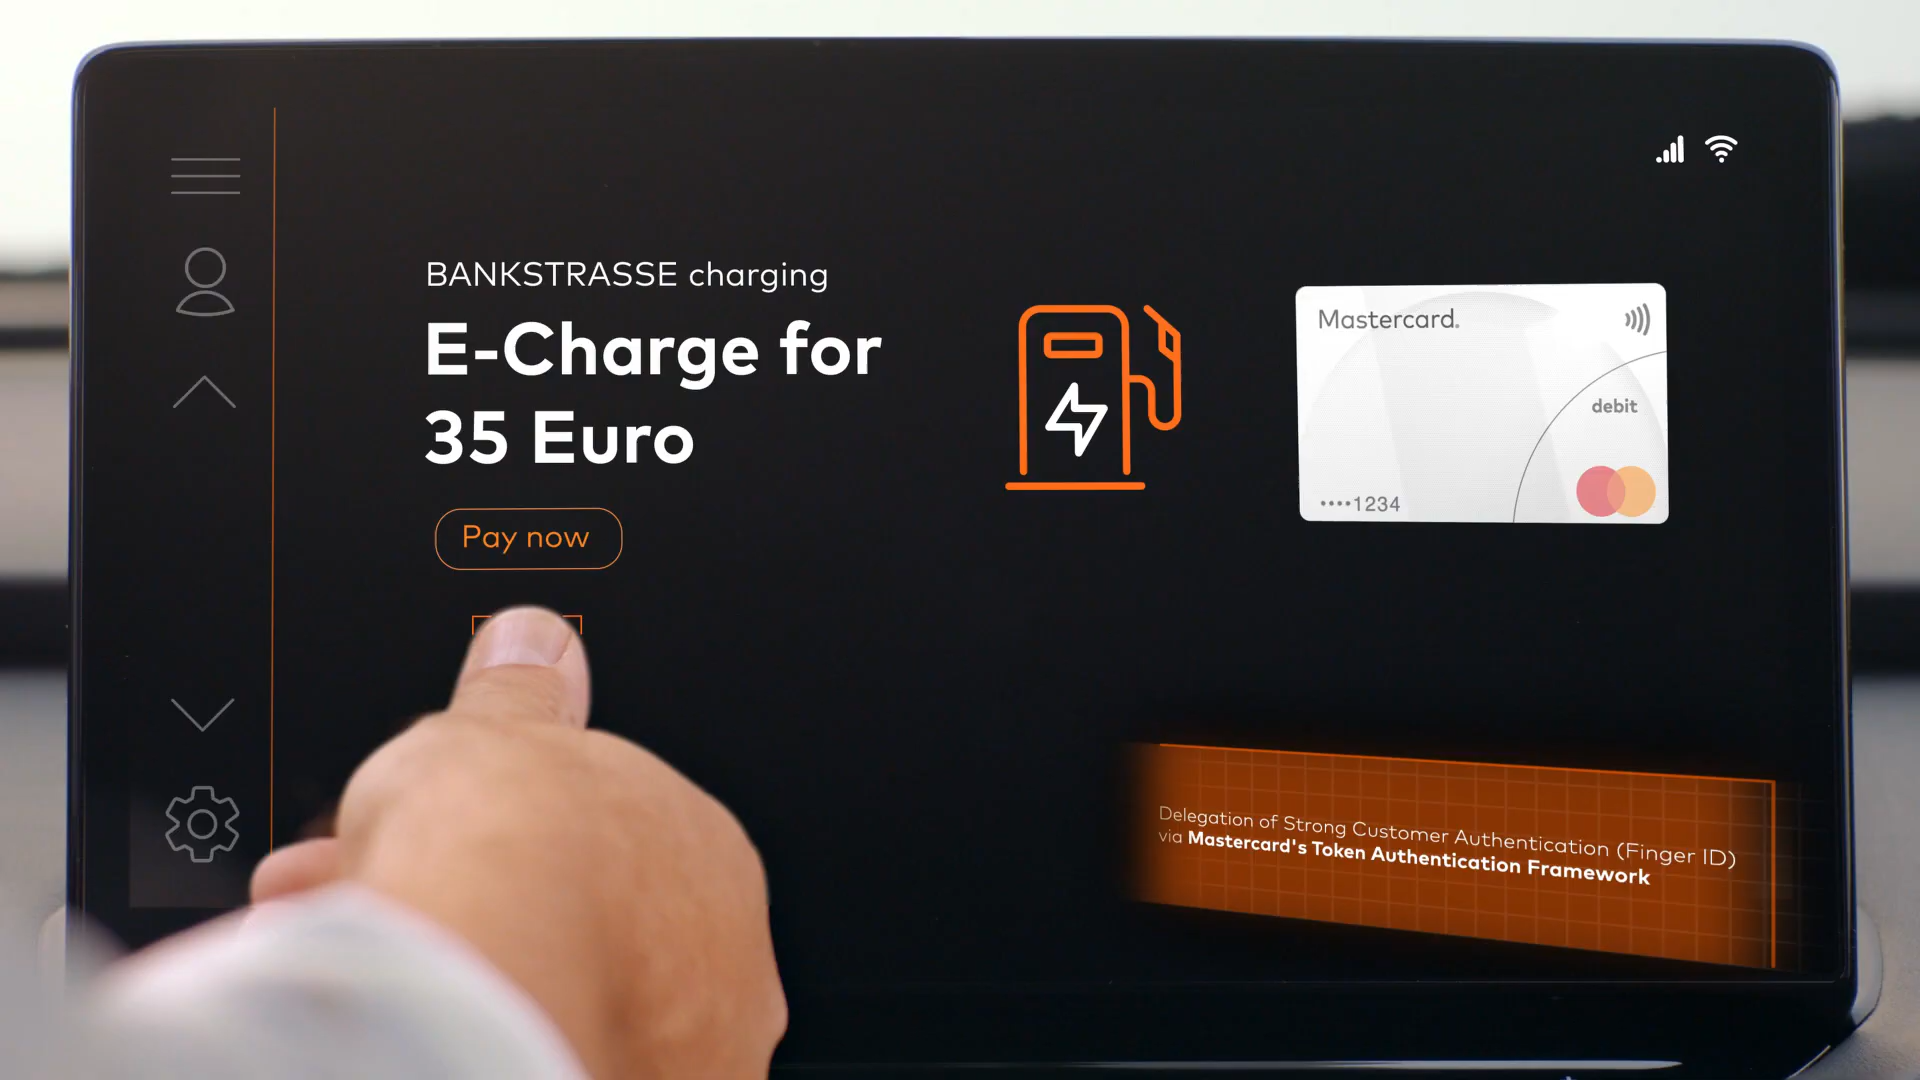 BANKSTRASSE charging
E-Charge for
35 Euro
Pay now
Mastercard.
debit
••••1234
Delegation of Strong Customer Authentication (Finger ID)
via Mastercard's Token Authentication Framework